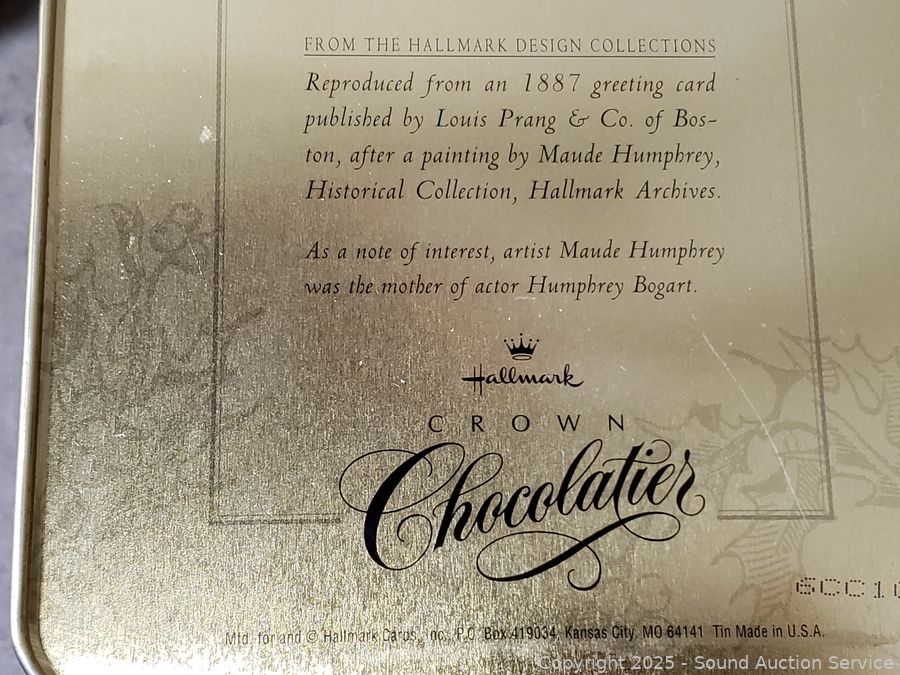 FROM THE HALLMARK DESIGN COLLECTIONS
Reproduced from an 1887 greeting card
published by Louis Prang & Co. of Bos-
ton, after a painting by Maude Humphrey,
Historical Collection, Hallmark Archives.
As a note of interest, artist Maude Humphrey
was the mother of actor Humphrey Bogart.
Hallmark
CROWN
Chocolatier
6CC10
Mfd. for and © Hallmark Cards, Inc., P.O. Box 419034, Kansas City, MO 64141 Tin Made in U.S.A.
Copyright 2025 - Sound Auction Service